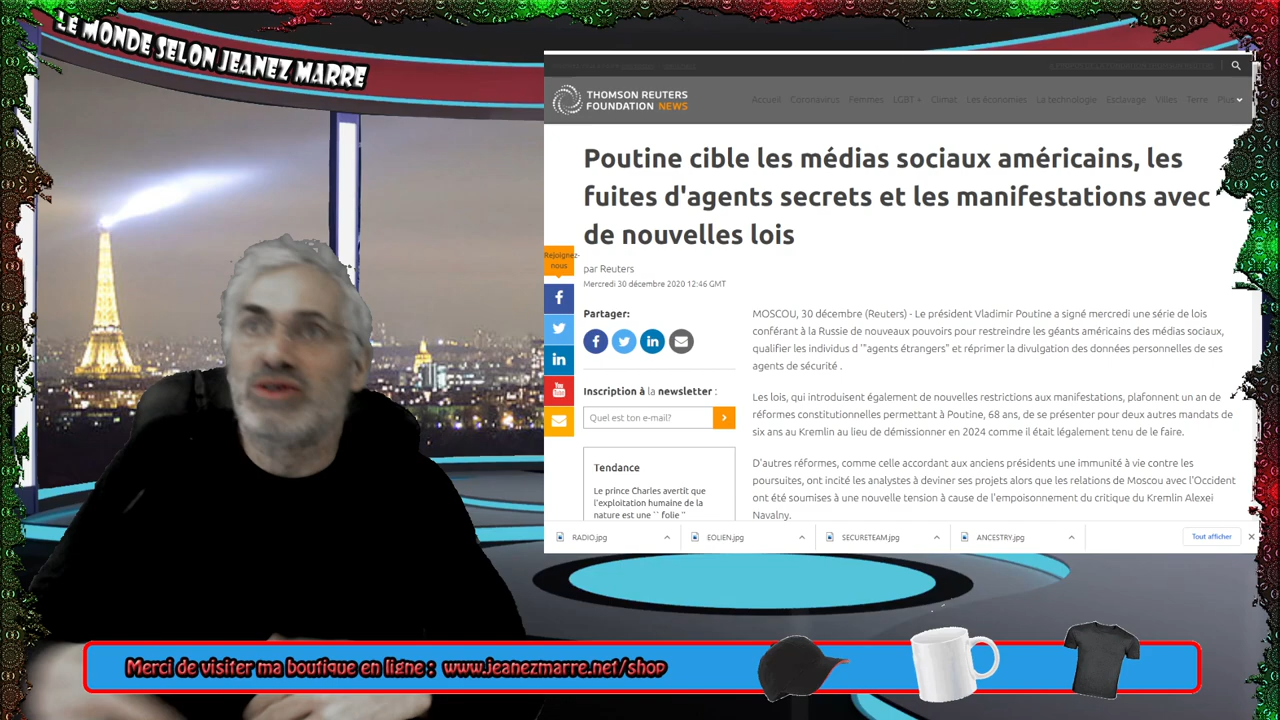 LE MONDE SELON JEANEZ MARRE
THOMSON REUTERS
FOUNDATION NEWS
Accueil Coronavirus Femmes LGBT + Climat Les économies La technologie Esclavage Villes Terre Plus
Poutine cible les médias sociaux américains, les
fuites d'agents secrets et les manifestations avec
de nouvelles lois
Rejoignez-
nous
par Reuters
Mercredi 30 décembre 2020 12:46 GMT
Partager:
Inscription à la newsletter :
Quel est ton e-mail?
Tendance
Le prince Charles avertit que
l'exploitation humaine de la
nature est une `` folie ''
MOSCOU, 30 décembre (Reuters) - Le président Vladimir Poutine a signé mercredi une série de lois
conférant à la Russie de nouveaux pouvoirs pour restreindre les géants américains des médias sociaux,
qualifier les individus d '"agents étrangers" et réprimer la divulgation des données personnelles de ses
agents de sécurité .
Les lois, qui introduisent également de nouvelles restrictions aux manifestations, plafonnent un an de
réformes constitutionnelles permettant à Poutine, 68 ans, de se présenter pour deux autres mandats de
six ans au Kremlin au lieu de démissionner en 2024 comme il était légalement tenu de le faire.
D'autres réformes, comme celle accordant aux anciens présidents une immunité à vie contre les
poursuites, ont incité les analystes à deviner ses projets alors que les relations de Moscou avec l'Occident
ont été soumises à une nouvelle tension à cause de l'empoisonnement du critique du Kremlin Alexei
Navalny.
RADIO.jpg EOLIEN.jpg SECURETEAM.jpg ANCESTRY.jpg Tout afficher
Merci de visiter ma boutique en ligne : www.jeanezmarre.net/shop